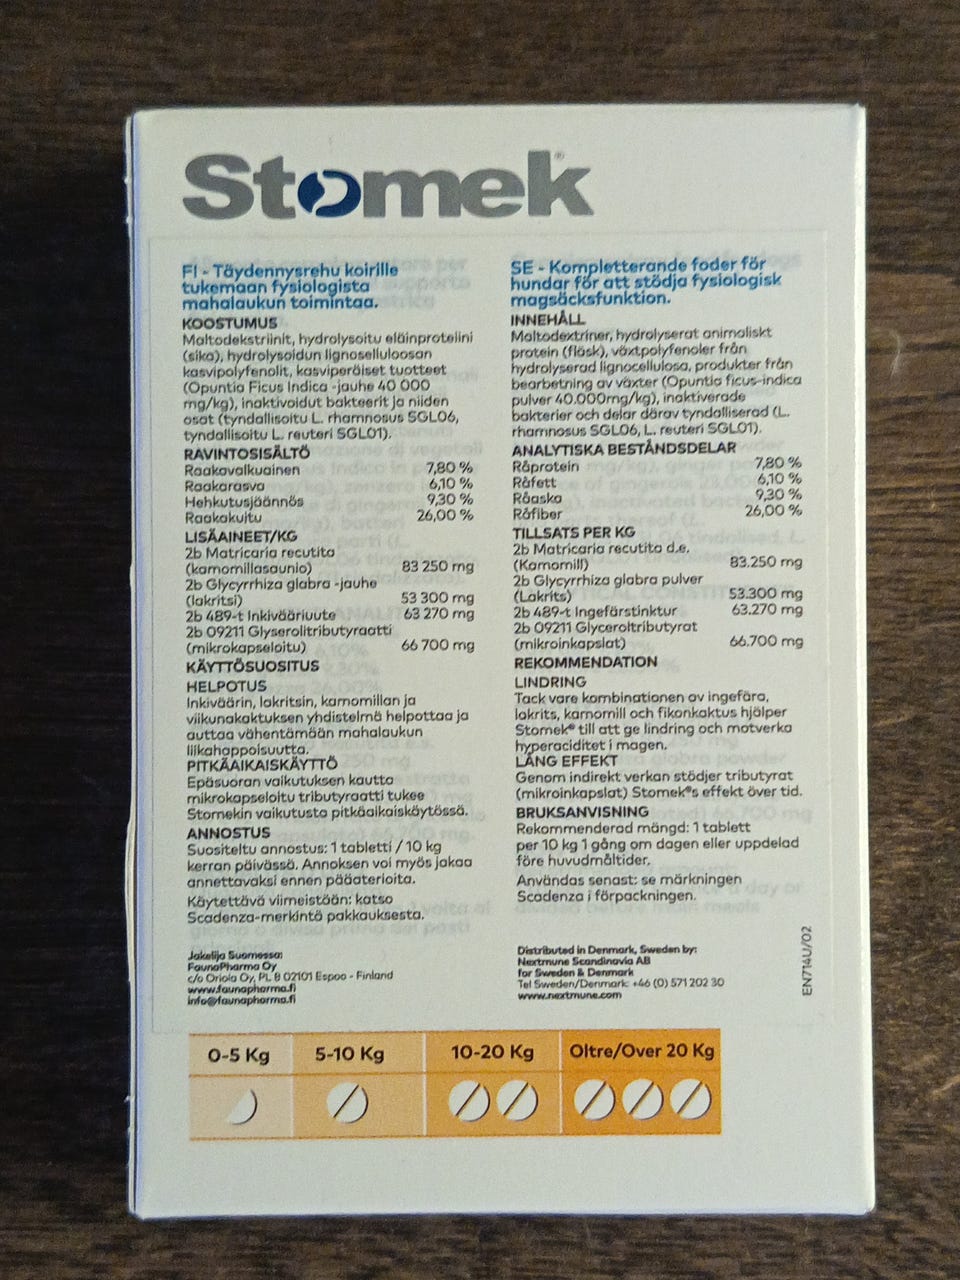 Stomek®
FI - Täydennysrehu koirille
tukemaan fysiologista
mahalaukun toimintaa.
KOOSTUMUS
Maltodekstriinit, hydrolysoitu eläinproteiini
(sika), hydrolysoidun lignoselluloosan
kasvipolyfenolit, kasviperäiset tuotteet
(Opuntia Ficus Indica -jauhe 40 000
mg/kg), inaktivoidut bakteerit ja niiden
osat (tyndallisoitu L. rhamnosus SGL06,
tyndallisoitu L. reuteri SGL01).
RAVINTOSISÄLTÖ
Raakavalkuainen 7,80 %
Raakarasva 6,10 %
Hehkutusjäännös 9,30 %
Raakakuitu 26,00 %
LISÄAINEET/KG
2b Matricaria recutita
(kamomillasaunio) 83 250 mg
2b Glycyrrhiza glabra -jauhe
(lakritsi) 53 300 mg
2b 489-t Inkivääriuute 63 270 mg
2b 09211 Glyserolitributyraatti
(mikrokapseloitu) 66 700 mg
KÄYTTÖSUOSITUS
HELPOTUS
Inkiväärin, lakritsin, kamomillan ja
viikunakaktuksen yhdistelmä helpottaa ja
auttaa vähentämään mahalaukun
liikahappoisuutta.
PITKÄAIKAISKÄYTTÖ
Epäsuoran vaikutuksen kautta
mikrokapseloitu tributyraatti tukee
Stomekin vaikutusta pitkäaikaiskäytössä.
ANNOSTUS
Suositeltu annostus: 1 tabletti / 10 kg
kerran päivässä. Annoksen voi myös jakaa
annettavaksi ennen pääaterioita.
Käytettävä viimeistään: katso
Scadenza-merkintä pakkauksesta.
Jakelija Suomessa:
FaunaPharma Oy
c/o Oriola Oy, PL 8 02101 Espoo - Finland
www.faunapharma.fi
info@faunapharma.fi
SE - Kompletterande foder för
hundar för att stödja fysiologisk
magsäcksfunktion.
INNEHÅLL
Maltodextriner, hydrolyserat animaliskt
protein (fläsk), växtpolyfenoler från
hydrolyserad lignocellulosa, produkter från
bearbetning av växter (Opuntia ficus-indica
pulver 40.000mg/kg), inaktiverade
bakterier och delar därav tyndalliserad (L.
rhamnosus SGL06, L. reuteri SGL01).
ANALYTISKA BESTÅNDSDELAR
Råprotein 7,80 %
Råfett 6,10 %
Råaska 9,30 %
Råfiber 26,00 %
TILLSATS PER KG
2b Matricaria recutita d.e.
(Kamomill) 83.250 mg
2b Glycyrrhiza glabra pulver
(Lakrits) 53.300 mg
2b 489-t Ingefärstinktur 63.270 mg
2b 09211 Glyceroltributyrat
(mikroinkapslat) 66.700 mg
REKOMMENDATION
LINDRING
Tack vare kombinationen av ingefära,
lakrits, kamomill och fikonkaktus hjälper
Stomek® till att ge lindring och motverka
hyperaciditet i magen.
LÅNG EFFEKT
Genom indirekt verkan stödjer tributyrat
(mikroinkapslat) Stomek®s effekt över tid.
BRUKSANVISNING
Rekommenderad mängd: 1 tablett
per 10 kg 1 gång om dagen eller uppdelad
före huvudmåltider.
Användas senast: se märkningen
Scadenza i förpackningen.
Distributed in Denmark, Sweden by:
Nextmune Scandinavia AB
for Sweden & Denmark
Tel Sweden/Denmark: +46 (0) 571 202 30
www.nextmune.com
EN714U/02
0-5 Kg 5-10 Kg 10-20 Kg Oltre/Over 20 Kg